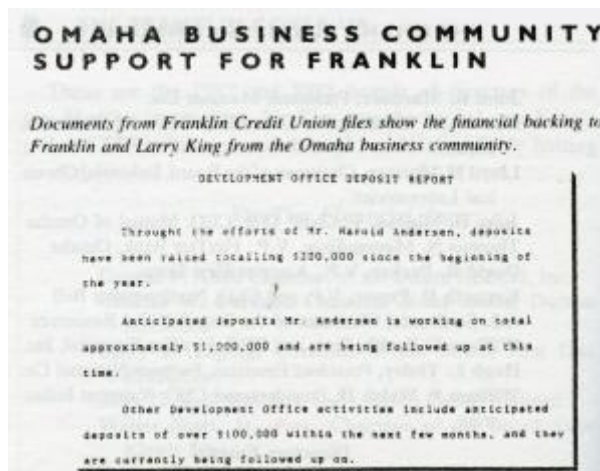 OMAHA BUSINESS COMMUNITY
SUPPORT FOR FRANKLIN
Documents from Franklin Credit Union files show the financial backing to
Franklin and Larry King from the Omaha business community.
DEVELOPMENT OFFICE DEPOSIT REPORT
Throught the efforts of Mr. Harold Andersen, deposits
have been raised totalling $200,000 since the beginning of
the year.
Anticipated deposits Mr. Andersen is working on total
approximately $1,000,000 and are being followed up at this
time.
Other Development Office activities include anticipated
deposits of over $100,000 within the next few months, and they
are currently being followed up on.